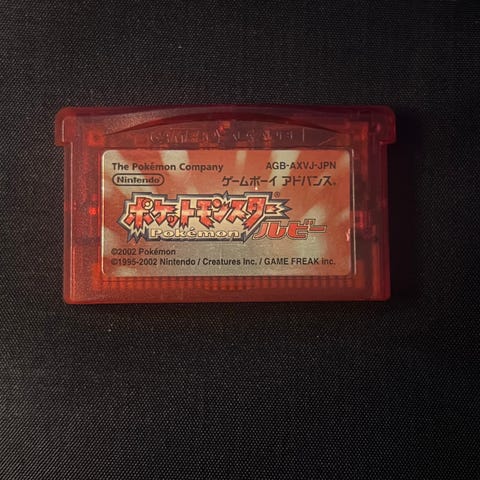 GAME BOY ADVANCE
The Pokémon Company AGB-AXVJ-JPN
Nintendo ゲームボーイ アドバンス®
ポケットモンスター®
Pokémon ルビー
©2002 Pokémon
©1995-2002 Nintendo / Creatures Inc. / GAME FREAK inc.